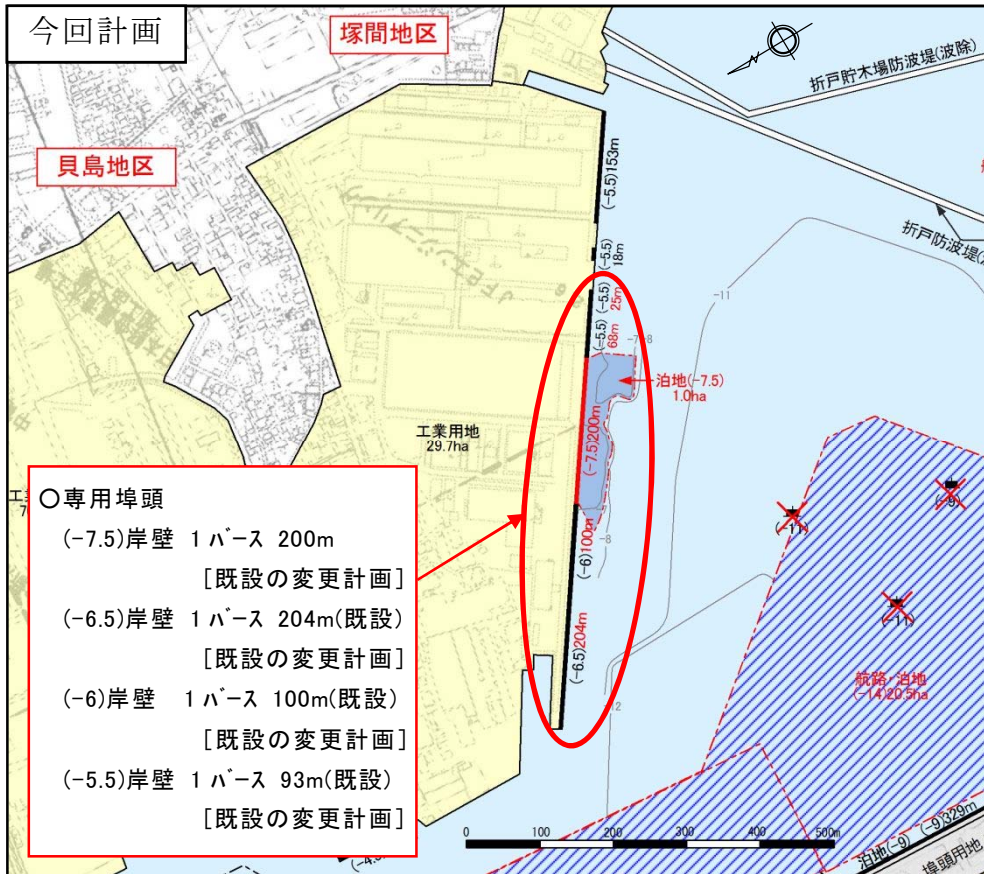 今回計画
塚間地区
貝島地区
折戸貯木場防波堤(波除)
折戸防波堤(
(-5.5)153m
(-5.5)
18m
(-5.5)
25m
(-5.5)
68m
-11
-7
-8
泊地(-7.5)
1.0ha
(-7.5)200m
工業用地
29.7ha
(-6)100m
-8
(-6.5)204m
-12
〇専用埠頭
(-7.5)岸壁 1バース 200m
[既設の変更計画]
(-6.5)岸壁 1バース 204m(既設)
[既設の変更計画]
(-6)岸壁 1バース 100m(既設)
[既設の変更計画]
(-5.5)岸壁 1バース 93m(既設)
[既設の変更計画]
(-11)
(-9)
(-11)
航路・泊地
(-14)20.5ha
0 100 200 300 400 500m
泊地(-9)
(-9)329m
埠頭用地